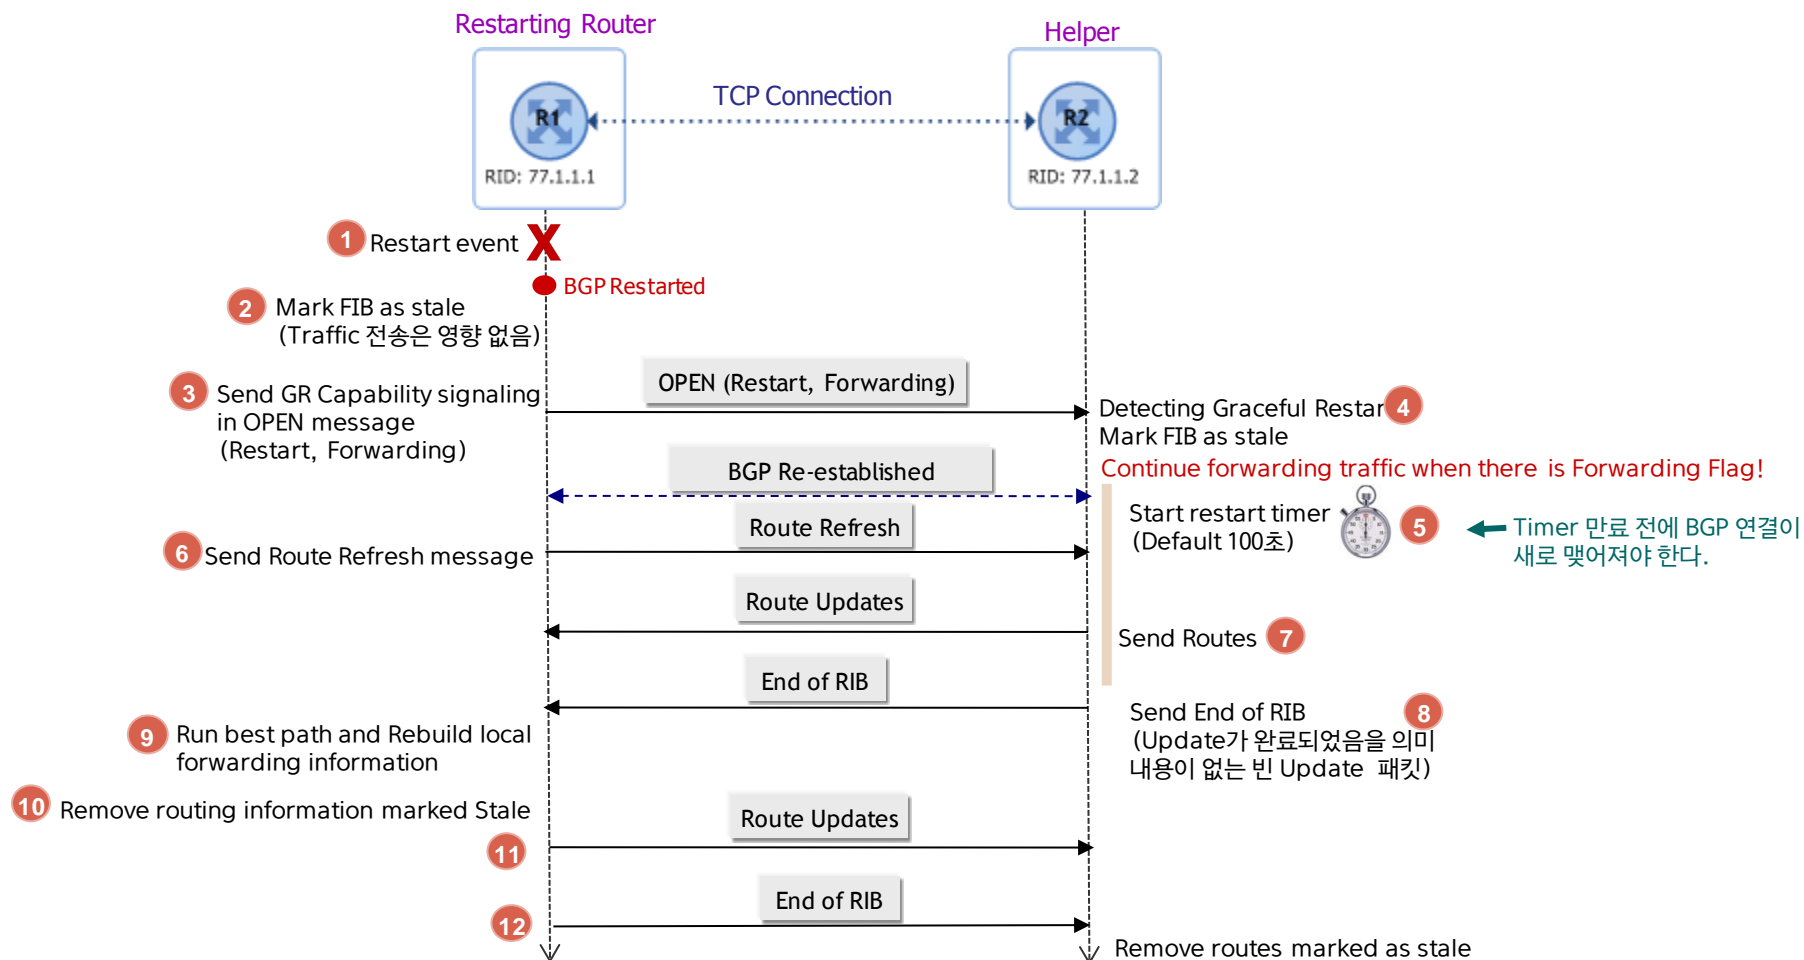 Restarting Router
Helper
TCP Connection
R1
R2
RID: 77.1.1.1
RID: 77.1.1.2
1 Restart event X
BGP Restarted
2 Mark FIB as stale
(Traffic 전송은 영향 없음)
OPEN (Restart, Forwarding)
3 Send GR Capability signaling
in OPEN message
(Restart, Forwarding)
Detecting Graceful Restar 4
Mark FIB as stale
Continue forwarding traffic when there is Forwarding Flag!
BGP Re-established
Start restart timer 5
(Default 100초)
Timer 만료 전에 BGP 연결이
새로 맺어져야 한다.
Route Refresh
6 Send Route Refresh message
Route Updates
Send Routes 7
End of RIB
Send End of RIB 8
(Update가 완료되었음을 의미
내용이 없는 빈 Update 패킷)
9 Run best path and Rebuild local
forwarding information
10 Remove routing information marked Stale
Route Updates
11
End of RIB
12
Remove routes marked as stale